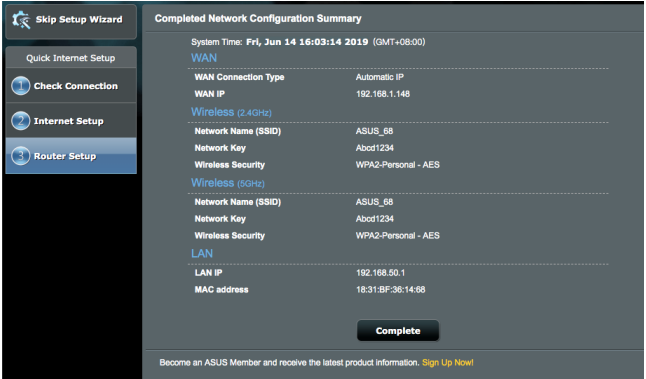 Skip Setup Wizard
Quick Internet Setup
1 Check Connection
2 Internet Setup
3 Router Setup
Completed Network Configuration Summary
System Time: Fri, Jun 14 16:03:14 2019 (GMT+08:00)
WAN
WAN Connection Type Automatic IP
WAN IP 192.168.1.148
Wireless (2.4GHz)
Network Name (SSID) ASUS_68
Network Key Abcd1234
Wireless Security WPA2-Personal - AES
Wireless (5GHz)
Network Name (SSID) ASUS_68
Network Key Abcd1234
Wireless Security WPA2-Personal - AES
LAN
LAN IP 192.168.50.1
MAC address 18:31:BF:36:14:68
Complete
Become an ASUS Member and receive the latest product information. Sign Up Now!